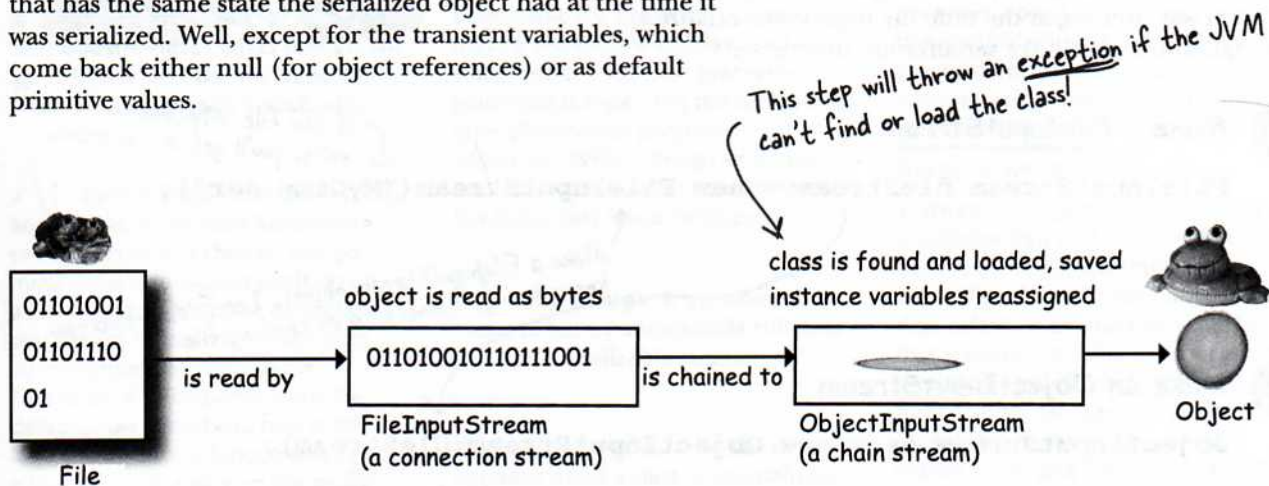 that has the same state the serialized object had at the time it
was serialized. Well, except for the transient variables, which
come back either null (for object references) or as default
primitive values.
This step will throw an exception if the JVM
can't find or load the class!
class is found and loaded, saved
instance variables reassigned
object is read as bytes
01101001
01101110
01
is read by
01101001011011 1001
is chained to
File
FileInputStream
(a connection stream)
ObjectInputStream
(a chain stream)
Object